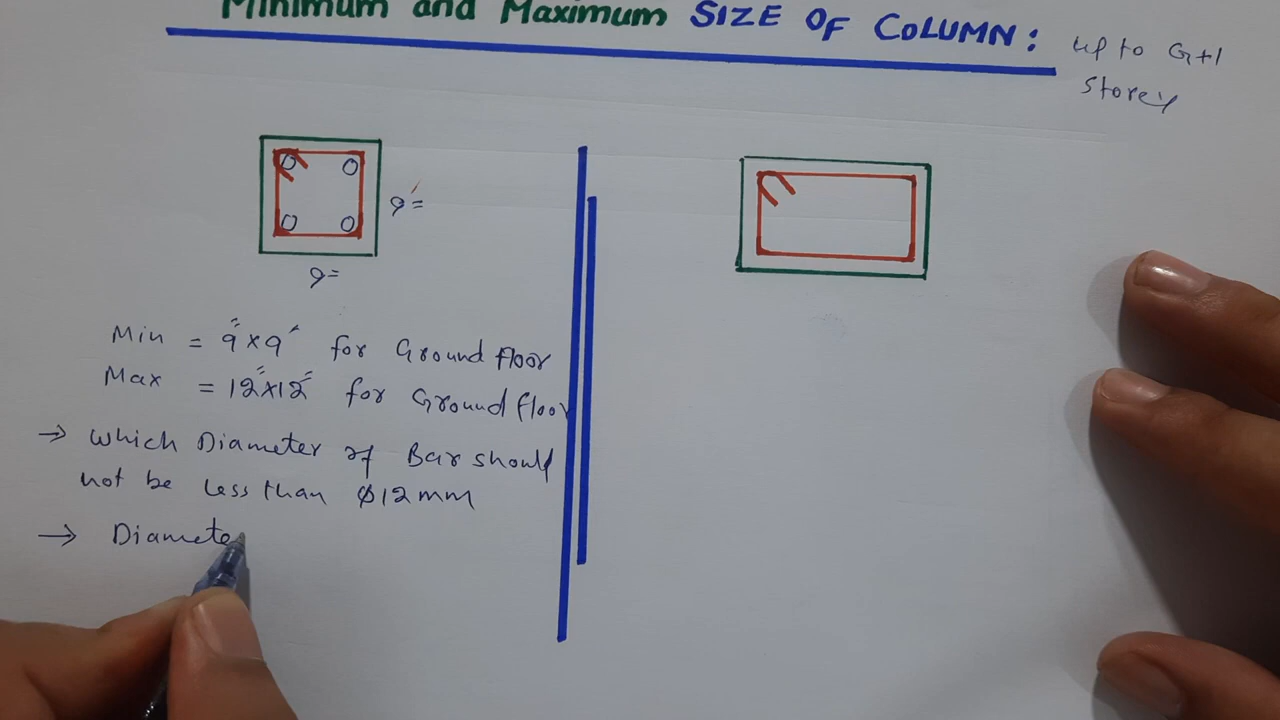 Minimum and Maximum SIZE OF COLUMN:
up to G+1
storey
9"
9"
Min = 9"x9" for Ground floor
Max = 12"x12" for Ground floor
→ which Diameter of Bar should
not be less than ϕ12mm
→ Diamete